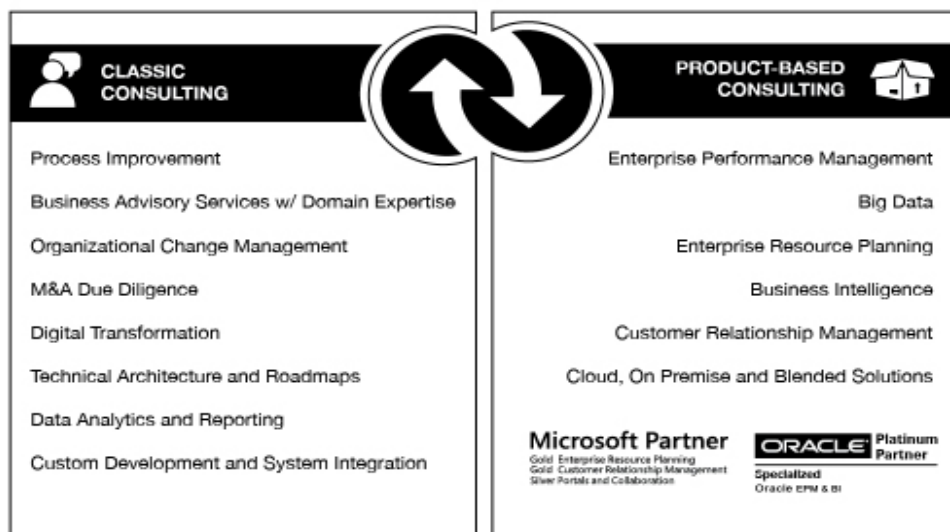 CLASSIC
CONSULTING
Process Improvement
Business Advisory Services w/ Domain Expertise
Organizational Change Management
M&A Due Diligence
Digital Transformation
Technical Architecture and Roadmaps
Data Analytics and Reporting
Custom Development and System Integration
PRODUCT-BASED
CONSULTING
Enterprise Performance Management
Big Data
Enterprise Resource Planning
Business Intelligence
Customer Relationship Management
Cloud, On Premise and Blended Solutions
Microsoft Partner
Gold Enterprise Resource Planning
Gold Customer Relationship Management
Silver Portals and Collaboration
ORACLE Platinum
Partner
Specialized
Oracle EPM & BI